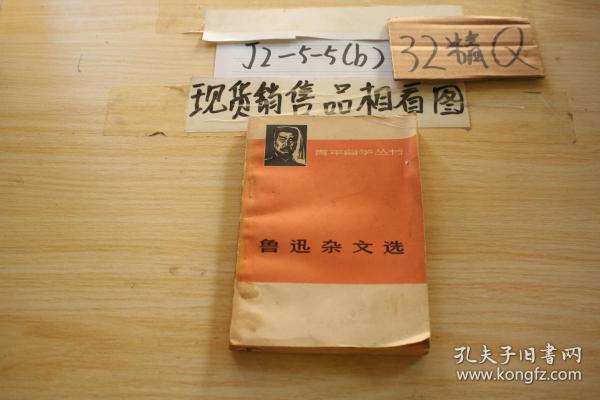 J2-5-5(b)
32精Q
现货销售品相看图
青年自学丛书
鲁迅杂文选
孔夫子旧书网
www.kongfz.com